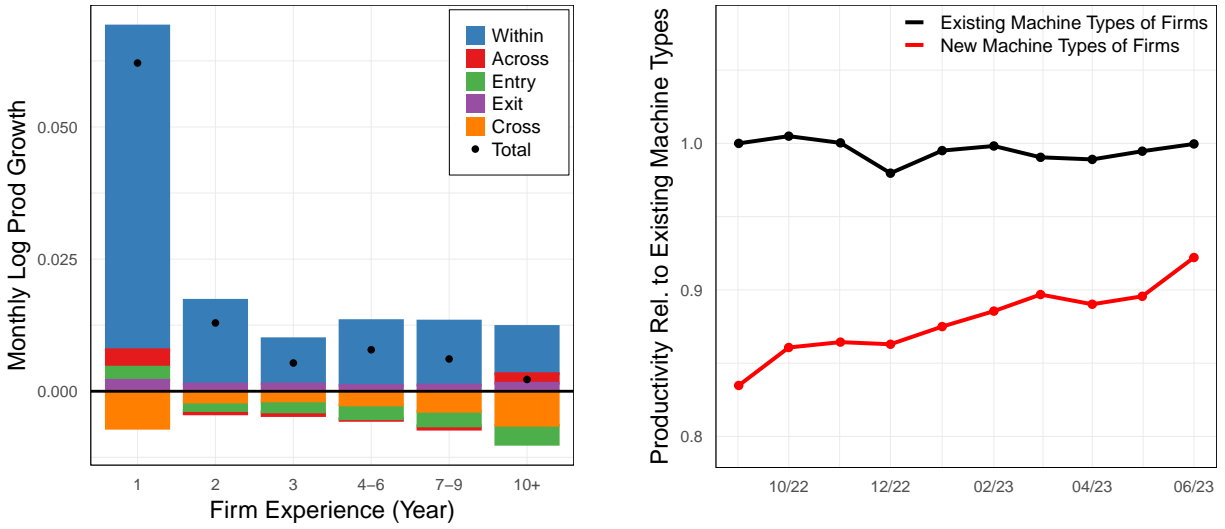 Monthly Log Prod Growth
0.050
0.025
0.000
Within
Across
Entry
Exit
Cross
Total
1
2
3
4−6
7−9
10+
Firm Experience (Year)
Productivity Rel. to Existing Machine Types
1.0
0.9
0.8
Existing Machine Types of Firms
New Machine Types of Firms
10/22
12/22
02/23
04/23
06/23